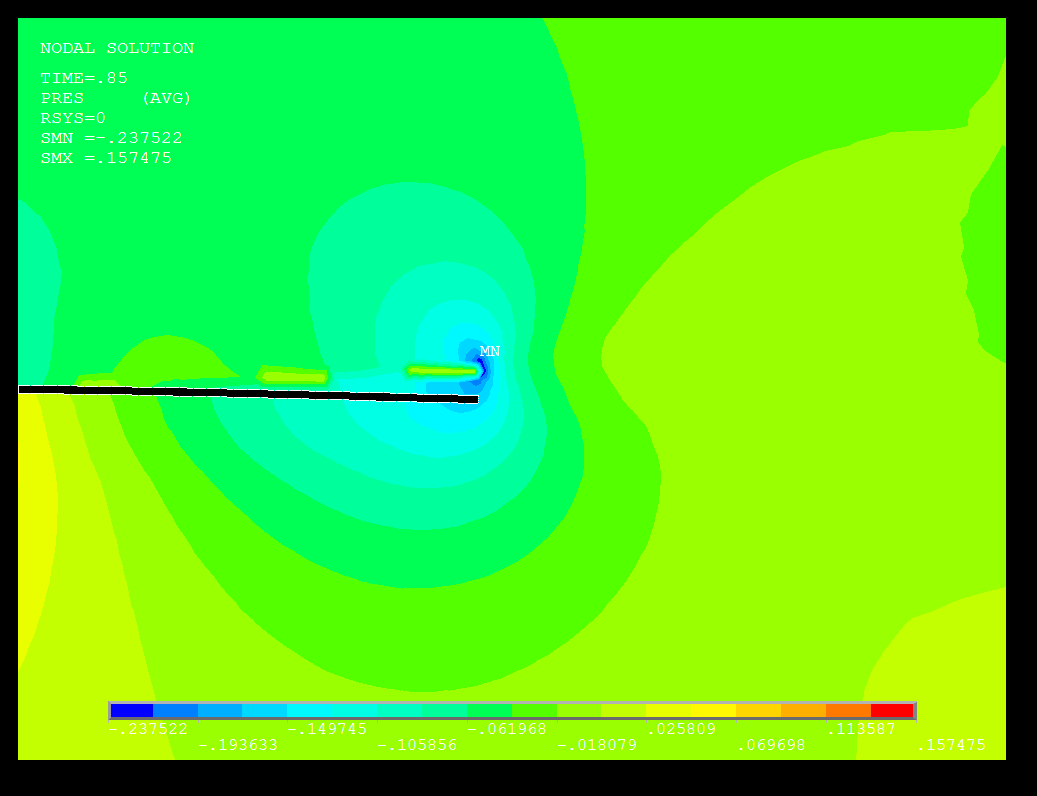 NODAL SOLUTION
TIME=.85
PRES (AVG)
RSYS=0
SMN =-.237522
SMX =.157475
MN
-.237522 -.149745 -.061968 .025809 .113587
-.193633 -.105856 -.018079 .069698 .157475